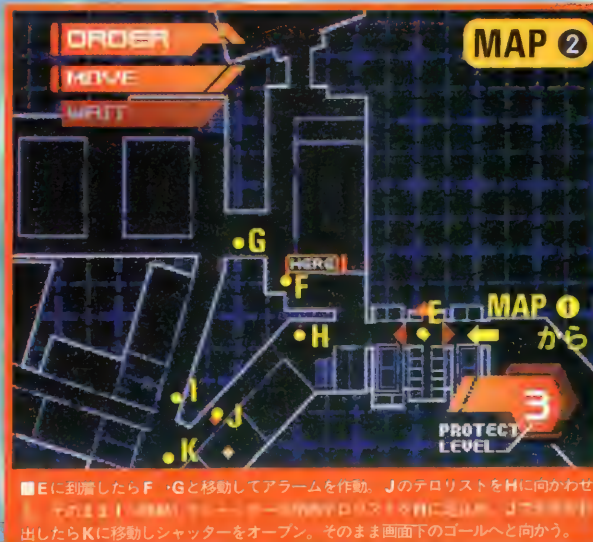 ORDER
MAP ❷
MOVE
WAIT
G
HERE
F
E
MAP ❶
から
H
I
J
3
PROTECT
LEVEL
K
■Eに到着したらF・Gと移動してアラームを作動。JのテロリストをHに向かわせ
出したらKに移動しシャッターをオープン。そのまま画面下のゴールへと向かう。